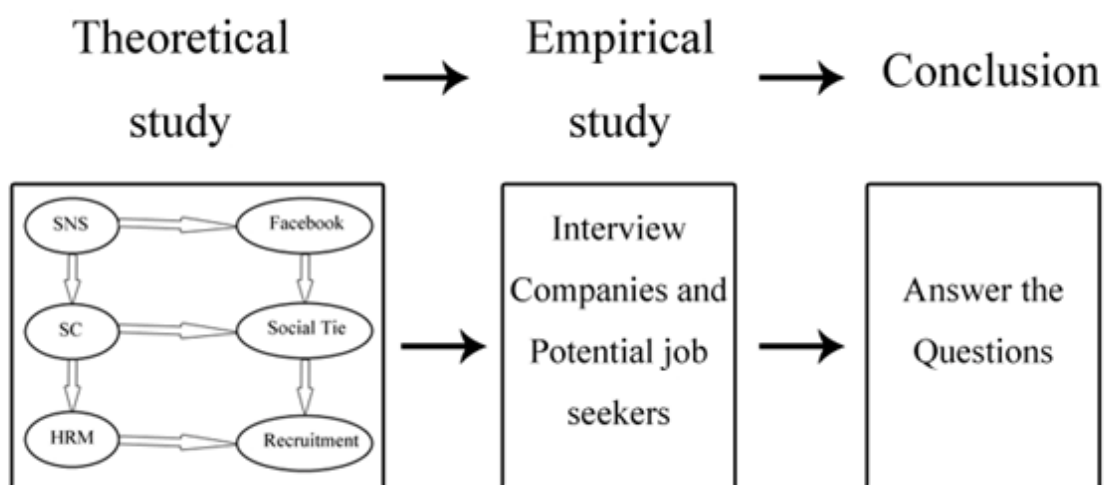 Theoretical
study
Empirical
study
Conclusion
SNS
Facebook
SC
Social Tie
HRM
Recruitment
Interview
Companies and
Potential job
seekers
Answer the
Questions